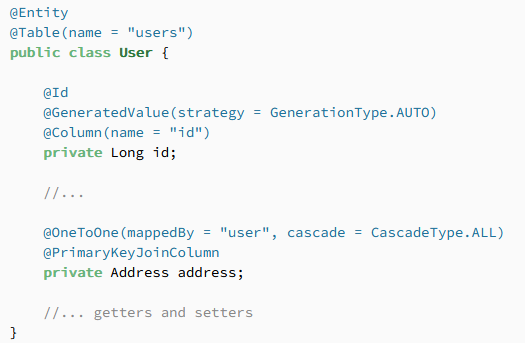 @Entity
@Table(name = "users")
public class User {
@Id
@GeneratedValue(strategy = GenerationType.AUTO)
@Column(name = "id")
private Long id;
//...
@OneToOne(mappedBy = "user", cascade = CascadeType.ALL)
@PrimaryKeyJoinColumn
private Address address;
//... getters and setters
}